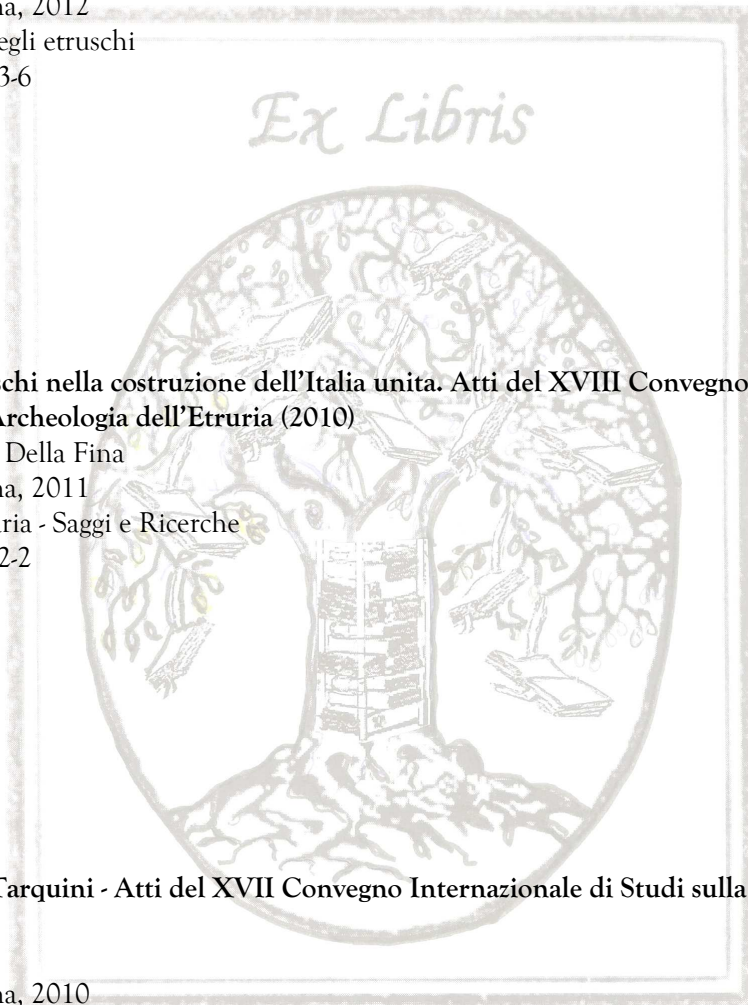 na, 2012
egli etruschi
3-6
Ex Libris
schi nella costruzione dell’Italia unita. Atti del XVIII Convegno
Archeologia dell’Etruria (2010)
Della Fina
na, 2011
aria - Saggi e Ricerche
2-2
Tarquini - Atti del XVII Convegno Internazionale di Studi sulla
na, 2010